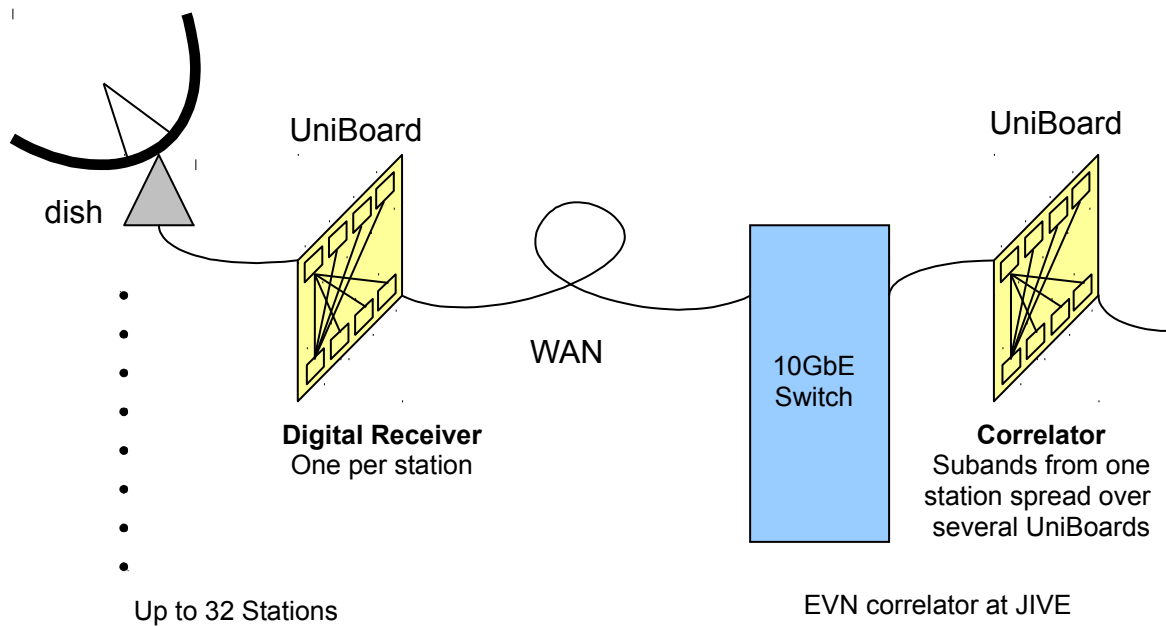 UniBoard
UniBoard
dish
WAN
10GbE
Switch
Digital Receiver
One per station
Correlator
Subands from one
station spread over
several UniBoards
Up to 32 Stations
EVN correlator at JIVE